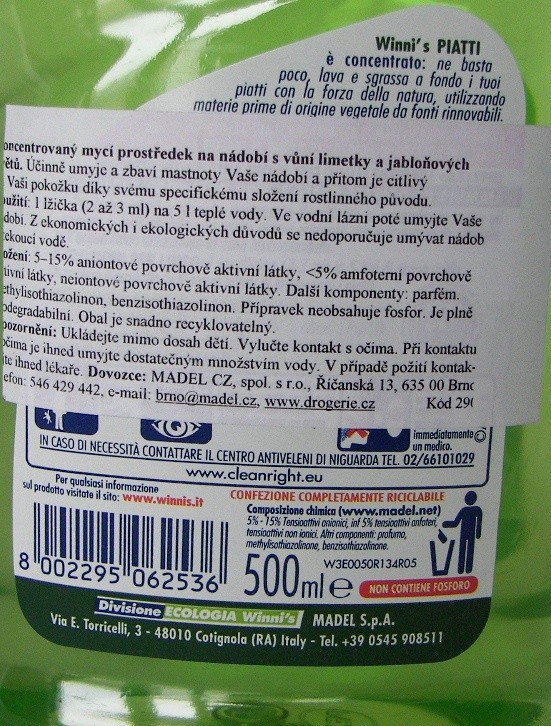 Winni's PIATTI
è concentrato: ne basta
poco, lava e sgrassa a fondo i tuoi
piatti con la forza della natura, utilizzando
materie prime di origine vegetale da fonti rinnovabili.
oncentrovaný mycí prostředek na nádobí s vůní limetky a jabloňových
ětů. Účinně umyje a zbaví mastnoty Vaše nádobí a přitom je citlivý
Vaši pokožku díky svému specifickému složení rostlinného původu.
užití: 1 lžička (2 až 3 ml) na 5 l teplé vody. Ve vodní lázni poté umyjte Vaše
dobí. Z ekonomických i ekologických důvodů se nedoporučuje umývat nádob
ekoucí vodě.
ožení: 5–15% aniontové povrchově aktivní látky, <5% amfoterní povrchově
tivní látky, neiontové povrchově aktivní látky. Další komponenty: parfém.
ethylisothiazolinon, benzisothiazolinon. Přípravek neobsahuje fosfor. Je plně
odegradabilní. Obal je snadno recyklovatelný.
pozornění: Ukládejte mimo dosah dětí. Vylučte kontakt s očima. Při kontaktu
očima je ihned umyjte dostatečným množstvím vody. V případě požití kontak-
te ihned lékaře. Dovozce: MADEL CZ, spol. s r.o., Říčanská 13, 635 00 Brno
efon: 546 429 442, e-mail: brno@madel.cz, www.drogerie.cz Kód 290
immediatamente
un medico.
IN CASO DI NECESSITÀ CONTATTARE IL CENTRO ANTIVELENI DI NIGUARDA TEL. 02/66101029
www.cleanright.eu
Per qualsiasi informazione
sul prodotto visitate il sito: www.winnis.it
CONFEZIONE COMPLETAMENTE RICICLABILE
Composizione chimica (www.madel.net)
5% - 15% Tensioattivi anionici, inf 5% tensioattivi anfoteri,
tensioattivi non ionici. Altri componenti: profumo,
methylisothiazolinone, benzisothiazolinone.
W3E0050R134R05
8 002295 062536
500ml e
NON CONTIENE FOSFORO
Divisione ECOLOGIA Winni's
MADEL S.p.A.
Via E. Torricelli, 3 - 48010 Cotignola (RA) Italy - Tel. +39 0545 908511